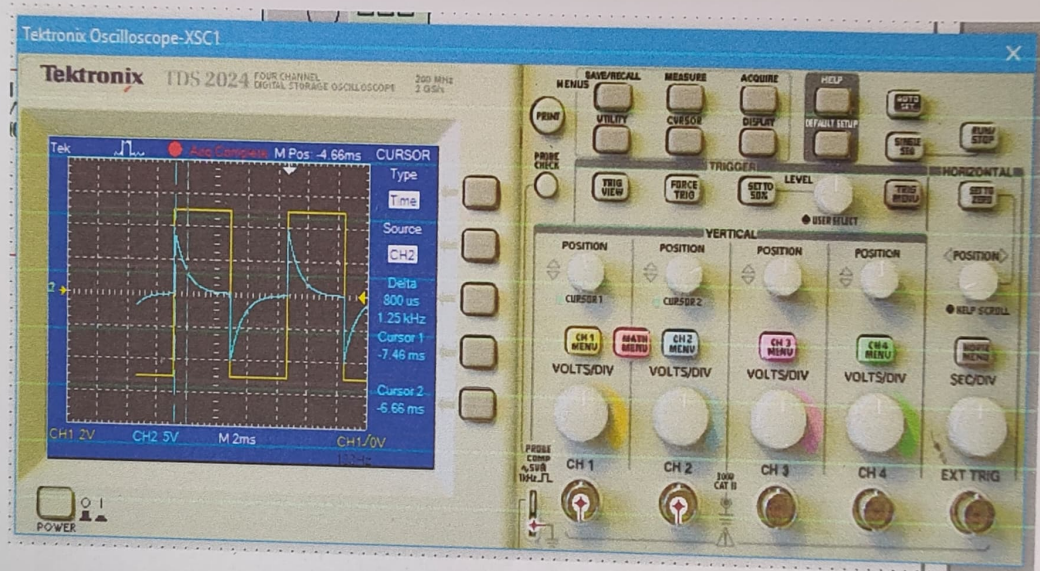 Tektronix Oscilloscope-XSC1
Tektronix TDS 2024 FOUR CHANNEL DIGITAL STORAGE OSCILLOSCOPE 200 MHz 2 GS/s
Tek M Pos: -4.66ms CURSOR
Type
Time
Source
CH2
Delta
800 us
1.25 kHz
Cursor 1
-7.46 ms
Cursor 2
-6.66 ms
2
CH1 2V CH2 5V M 2ms CH1/0V
POWER
MENUS
SAVE/RECALL MEASURE ACQUIRE HELP
AUTO SET
PRINT
UTILITY CURSOR DISPLAY DEFAULT SETUP
SINGLE SEQ
RUN/STOP
PROBE CHECK
TRIGGER
HORIZONTAL
TRIG VIEW
FORCE TRIG
SET TO 50%
LEVEL
USER SELECT
TRIG MENU
SET TO ZERO
VERTICAL
POSITION POSITION POSITION POSITION POSITION
CURSOR 1 CURSOR 2 HELP SCROLL
CH 1 MENU
MATH MENU
CH 2 MENU
CH 3 MENU
CH 4 MENU
HORIZ MENU
VOLTS/DIV VOLTS/DIV VOLTS/DIV VOLTS/DIV SEC/DIV
PROBE COMP
1kHz
CH 1 CH 2 CH 3 CH 4 EXT TRIG
300V CAT II